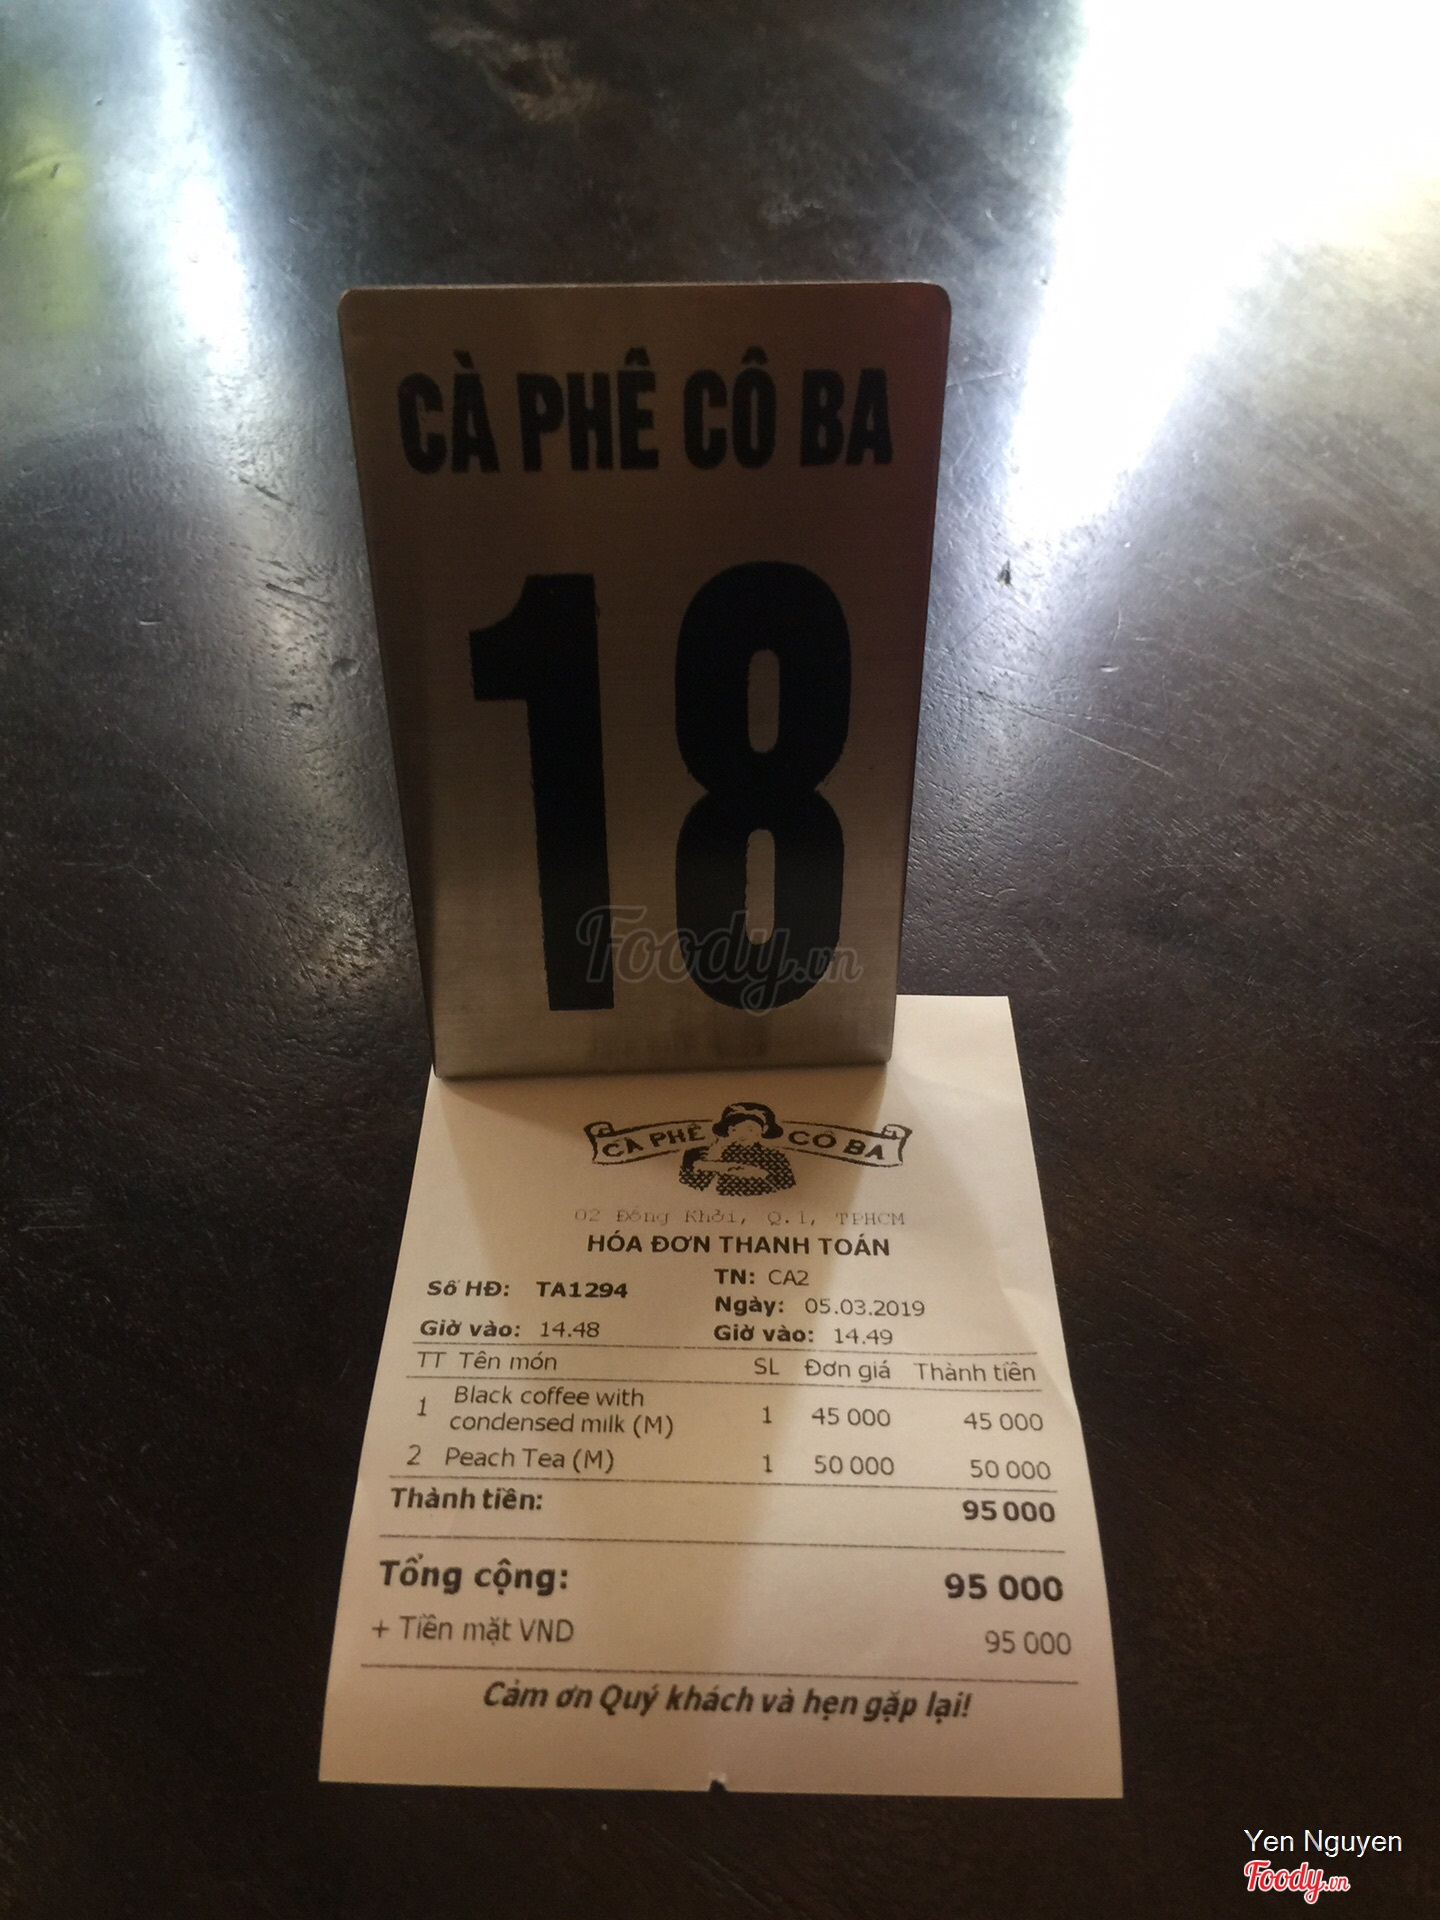 CÀ PHÊ CÔ BA
18
Foody.vn
CÀ PHÊ CÔ BA
02 Đồng Khởi, Q.1, TPHCM
HÓA ĐƠN THANH TOÁN
TN: CA2
Số HĐ: TA1294
Ngày: 05.03.2019
Giờ vào: 14.48 Giờ vào: 14.49
TT Tên món SL Đơn giá Thành tiền
1 Black coffee with condensed milk (M) 1 45 000 45 000
2 Peach Tea (M) 1 50 000 50 000
Thành tiền: 95 000
Tổng cộng: 95 000
+ Tiền mặt VND 95 000
Cảm ơn Quý khách và hẹn gặp lại!
Yen Nguyen
Foody.vn